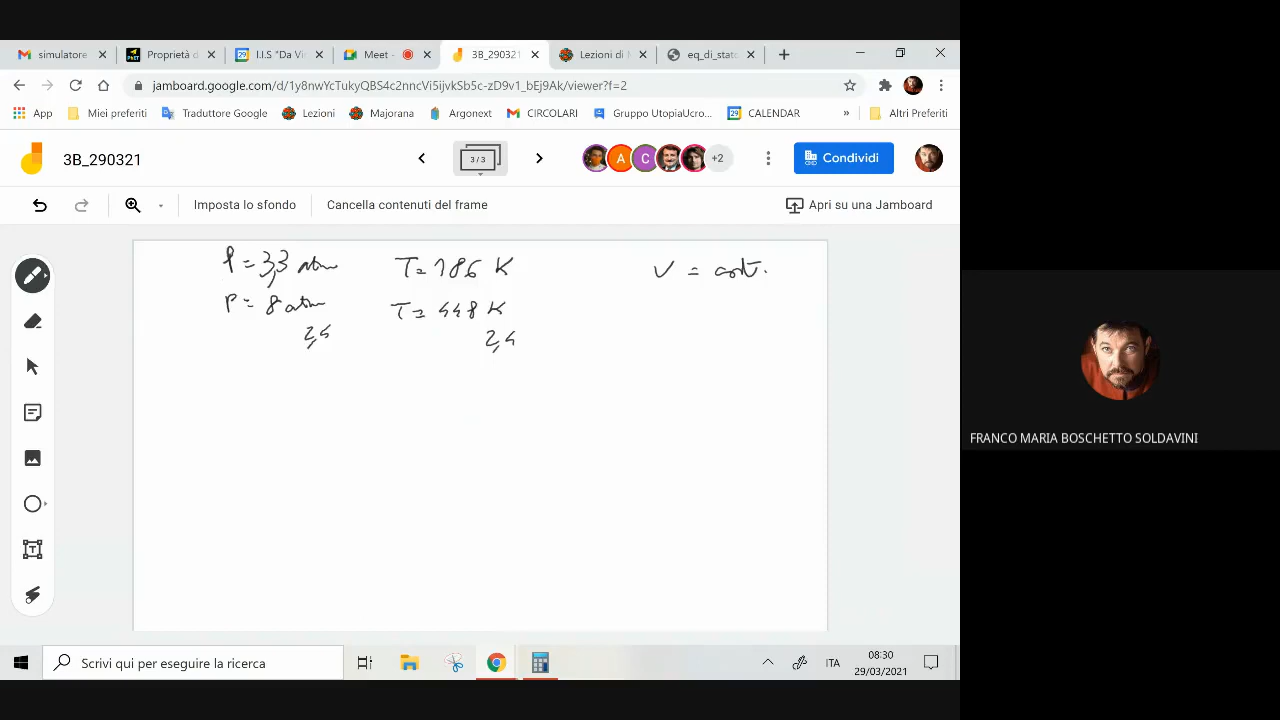 simulatore
Proprietà d
I.I.S "Da Vi
Meet -
3B_290321
Lezioni di M
eq_di_stato
jamboard.google.com/d/1y8nwYcTukyQBS4c2nncVi5ijvkSb5c-zD9v1_bEj9Ak/viewer?f=2
App
Miei preferiti
Traduttore Google
Lezioni
Majorana
Argonext
CIRCOLARI
Gruppo UtopiaUcro...
CALENDAR
»
Altri Preferiti
3B_290321
3 / 3
A
C
+2
Condividi
Imposta lo sfondo
Cancella contenuti del frame
Apri su una Jamboard
P = 3,3 atm T = 186 K V = cost.
P = 8 atm T = 448 K
2,4 2,4
FRANCO MARIA BOSCHETTO SOLDAVINI
Scrivi qui per eseguire la ricerca
ITA
08:30
29/03/2021